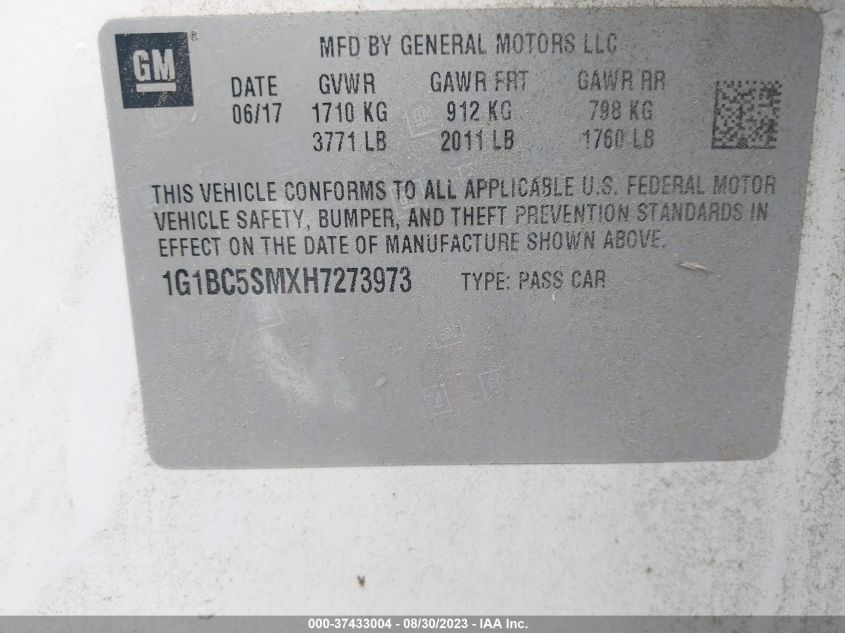 GM
MFD BY GENERAL MOTORS LLC
DATE GVWR GAWR FRT GAWR RR
06/17 1710 KG 912 KG 798 KG
3771 LB 2011 LB 1760 LB
THIS VEHICLE CONFORMS TO ALL APPLICABLE U.S. FEDERAL MOTOR
VEHICLE SAFETY, BUMPER, AND THEFT PREVENTION STANDARDS IN
EFFECT ON THE DATE OF MANUFACTURE SHOWN ABOVE.
1G1BC5SMXH7273973 TYPE: PASS CAR
000-37433004 - 08/30/2023 - IAA Inc.